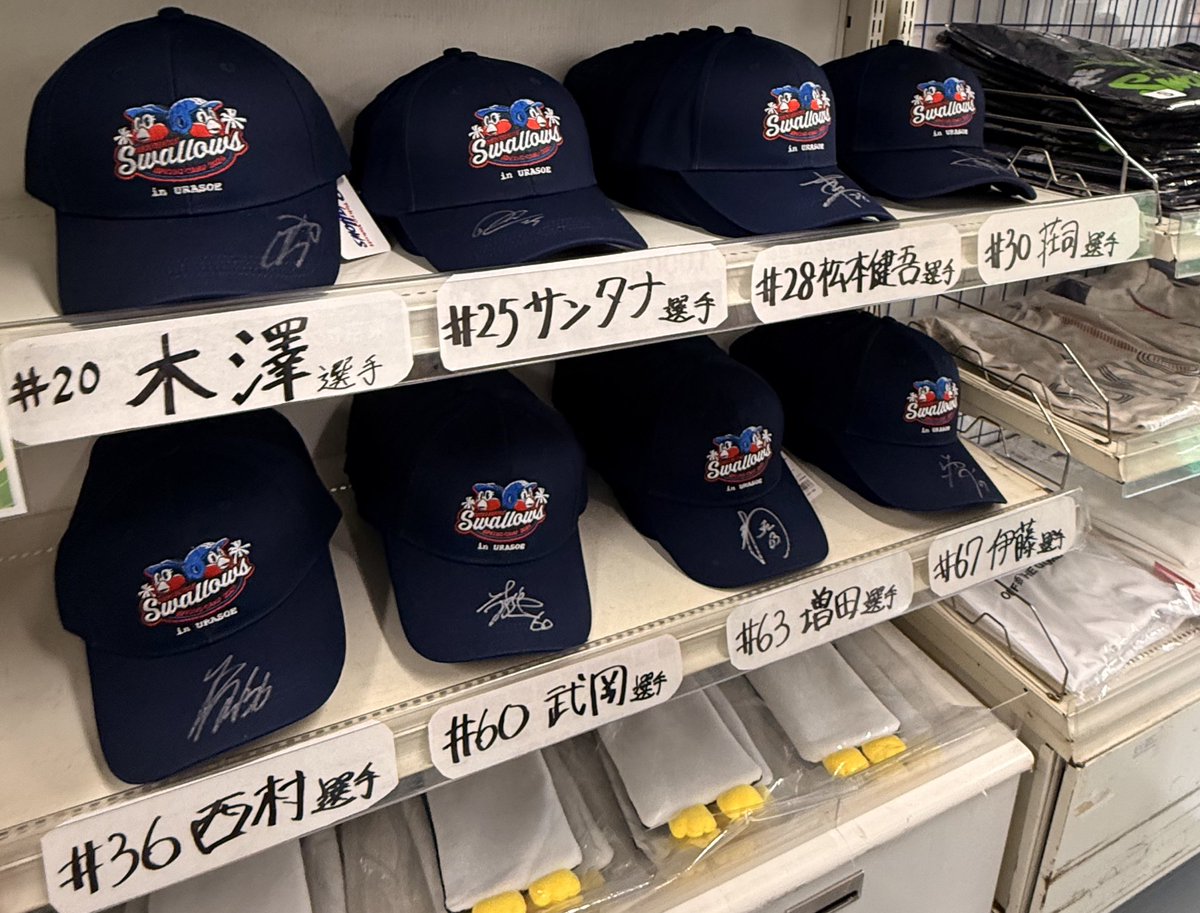 Swallows
in URASOE
Swallows
in URASOE
Swallows
in URASOE
Swallows
in URASOE
#20 木澤選手
#25 サンタナ選手
#28 松本健吾選手
#30 荘司選手
Swallows
in URASOE
Swallows
in URASOE
Swallows
in URASOE
Swallows
in URASOE
#36 西村選手
#60 武岡選手
#63 増田選手
#67 伊藤選手